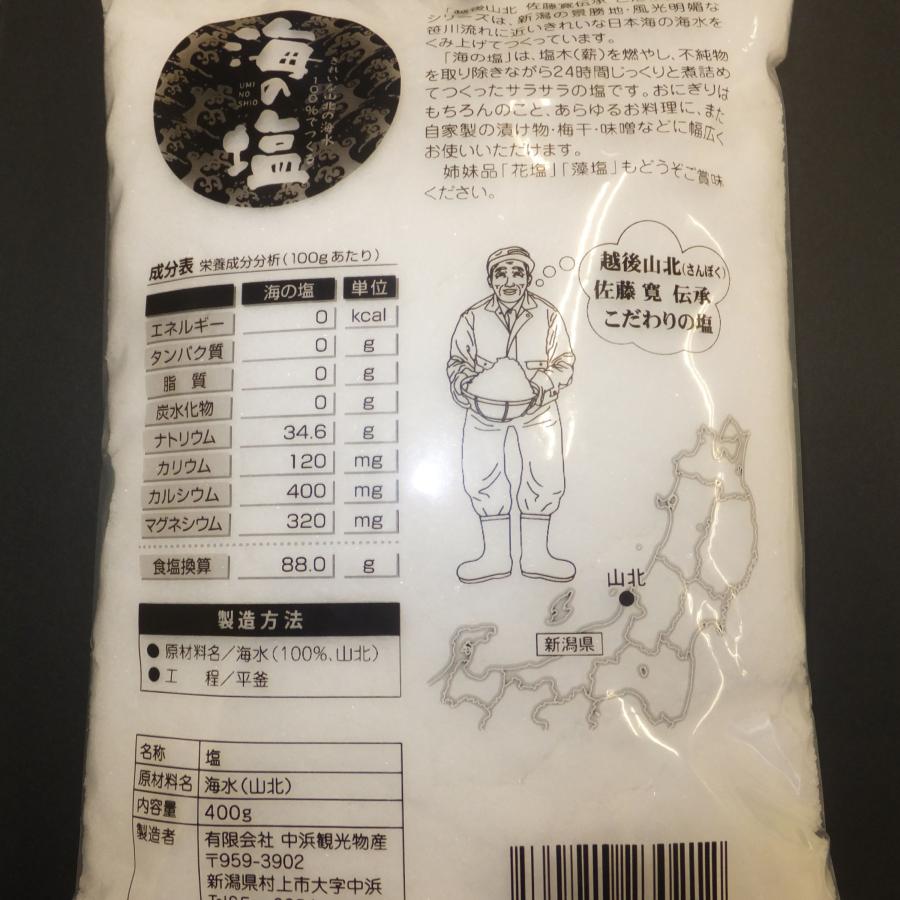 海の塩
UMI
NO
SHIO
きれいな山北の海水
100%でつくる
「越後山北 佐藤寛伝承
シリーズは、新潟の景勝地・風光明媚な
笹川流れに近いきれいな日本海の海水を
くみ上げてつくっています。
「海の塩」は、塩木(薪)を燃やし、不純物
を取り除きながら24時間じっくりと煮詰め
てつくったサラサラの塩です。おにぎりは
もちろんのこと、あらゆるお料理に、また
自家製の漬け物・梅干・味噌などに幅広く
お使いいただけます。
姉妹品「花塩」「藻塩」もどうぞご賞味
ください。
成分表 栄養成分分析(100gあたり)
海の塩 単位
エネルギー 0 kcal
タンパク質 0 g
脂 質 0 g
炭水化物 0 g
ナトリウム 34.6 g
カリウム 120 mg
カルシウム 400 mg
マグネシウム 320 mg
食塩換算 88.0 g
越後山北(さんぽく)
佐藤 寛 伝承
こだわりの塩
山北
新潟県
製造方法
●原材料名/海水(100%、山北)
●工 程/平釜
名称 塩
原材料名 海水(山北)
内容量 400g
製造者 有限会社 中浜観光物産
〒959-3902
新潟県村上市大字中浜